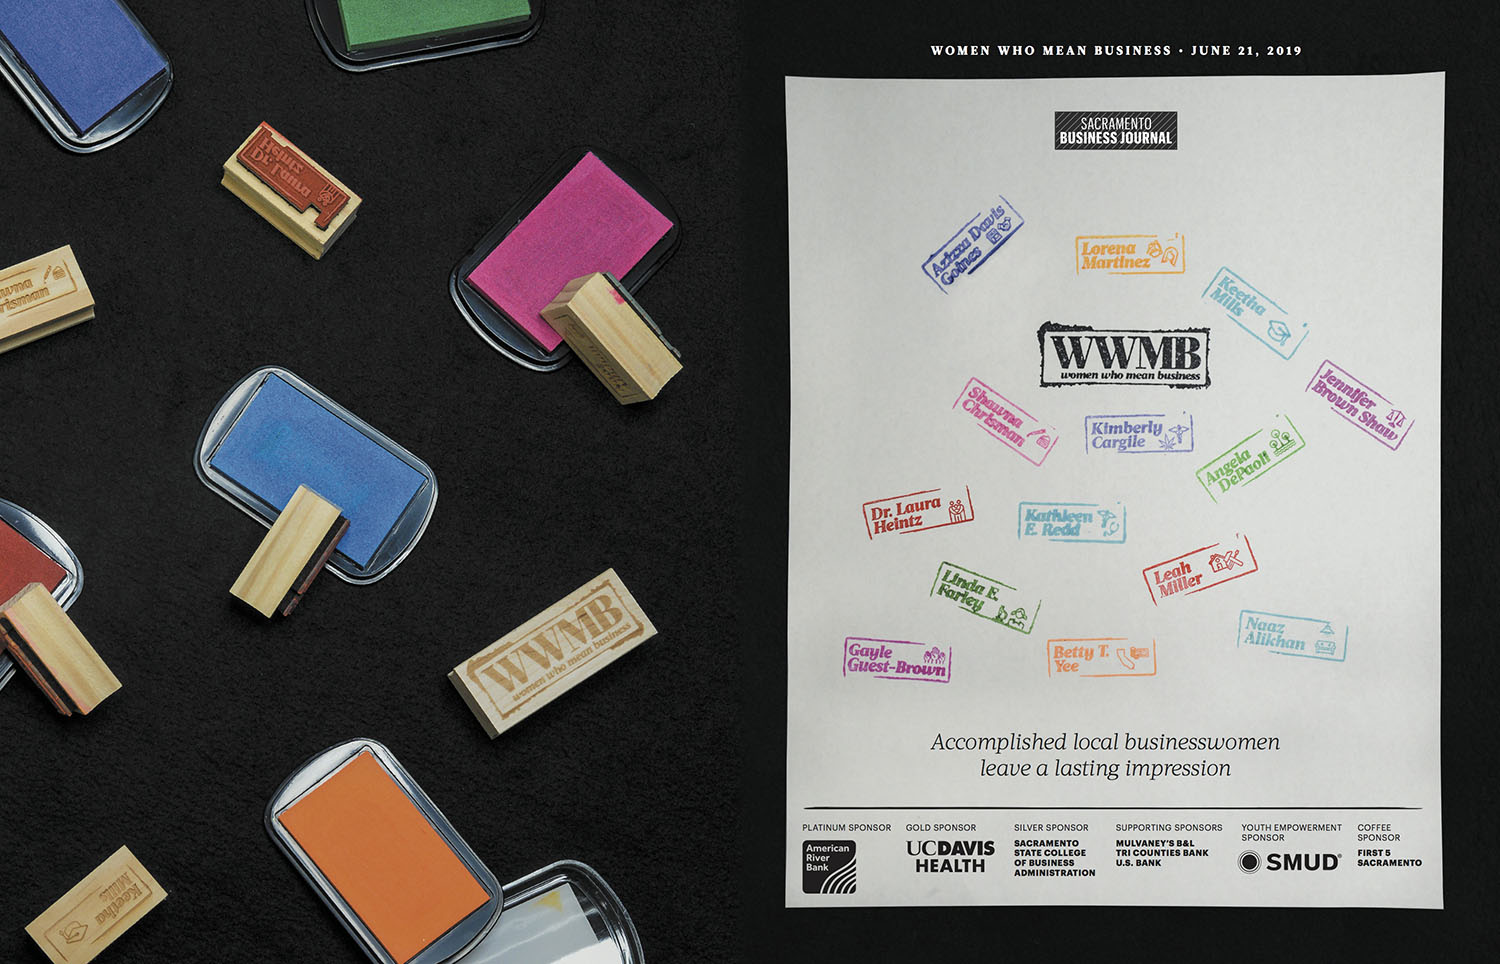 WOMEN WHO MEAN BUSINESS • JUNE 21, 2019
SACRAMENTO
BUSINESS JOURNAL
Aziza Davis
Goines
Lorena
Martinez
Keetha
Mills
WWMB
women who mean business
Shawna
Chrisman
Kimberly
Cargile
Jennifer
Brown Shaw
Angela
DePaoli
Dr. Laura
Heintz
Kathleen
E. Redd
Leah
Miller
Linda E.
Farley
Naaz
Alikhan
Gayle
Guest-Brown
Betty T.
Yee
Accomplished local businesswomen
leave a lasting impression
PLATINUM SPONSOR
American
River
Bank
GOLD SPONSOR
UCDAVIS
HEALTH
SILVER SPONSOR
SACRAMENTO
STATE COLLEGE
OF BUSINESS
ADMINISTRATION
SUPPORTING SPONSORS
MULVANEY'S B&L
TRI COUNTIES BANK
U.S. BANK
YOUTH EMPOWERMENT
SPONSOR
SMUD®
COFFEE
SPONSOR
FIRST 5
SACRAMENTO
Dr. Laura
Heintz
WWMB
women who mean business
Keetha
Mills